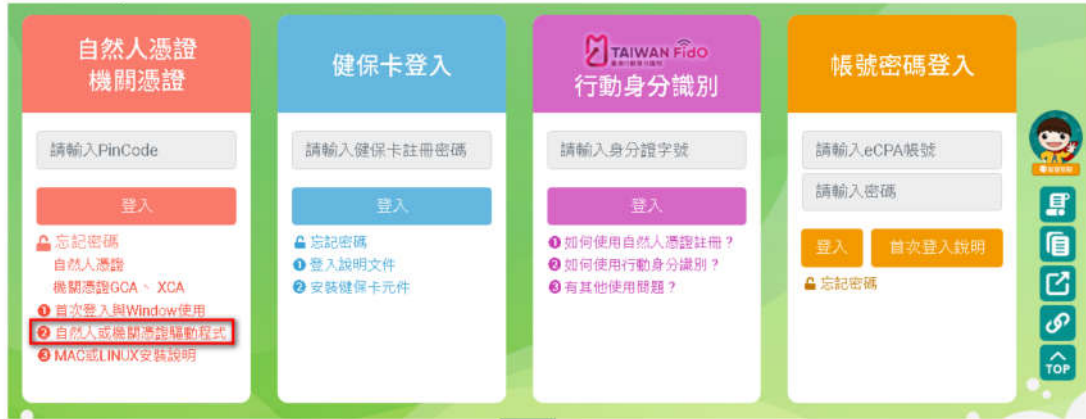 自然人憑證
機關憑證
請輸入PinCode
登入
忘記密碼
自然人憑證
機關憑證GCA、XCA
❶ 首次登入與Window使用
❷ 自然人或機關憑證驅動程式
❸ MAC或LINUX安裝說明
健保卡登入
請輸入健保卡註冊密碼
登入
忘記密碼
❶ 登入說明文件
❷ 安裝健保卡元件
TAIWAN FidO
行動身分識別
請輸入身分證字號
登入
❶ 如何使用自然人憑證註冊？
❷ 如何使用行動身分識別？
❸ 有其他使用問題？
帳號密碼登入
請輸入eCPA帳號
請輸入密碼
登入
首次登入說明
忘記密碼
TOP